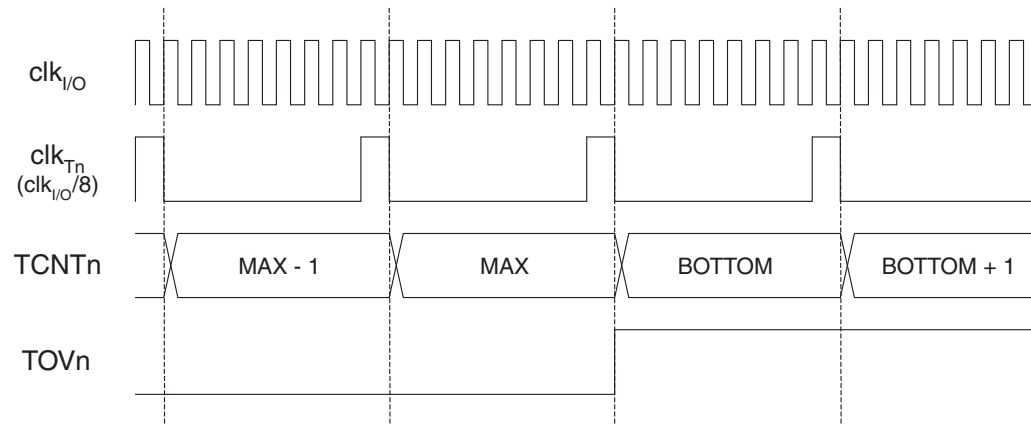 clkI/O
clkTn
(clkI/O/8)
TCNTn
MAX - 1
MAX
BOTTOM
BOTTOM + 1
TOVn